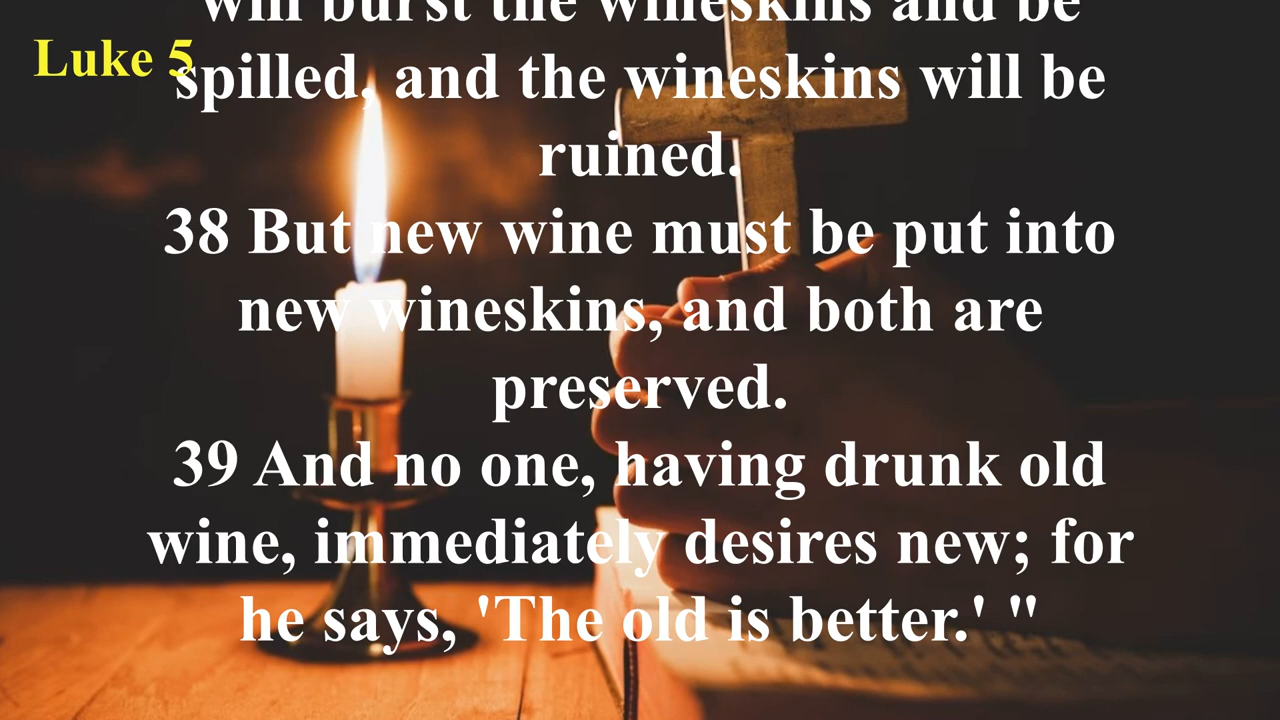 will burst the wineskins and be
Luke 5
spilled, and the wineskins will be
ruined.
38 But new wine must be put into
new wineskins, and both are
preserved.
39 And no one, having drunk old
wine, immediately desires new; for
he says, 'The old is better.' "